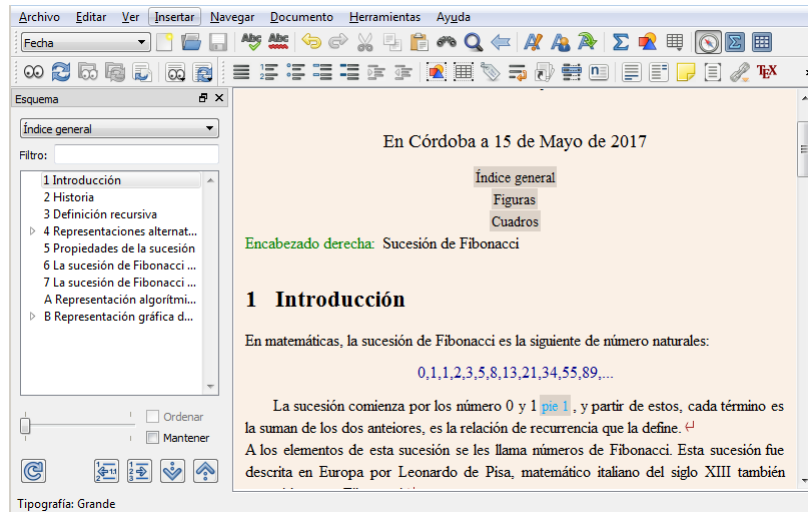 Archivo Editar Ver Insertar Navegar Documento Herramientas Ayuda
Fecha
Esquema
Índice general
Filtro:
1 Introducción
2 Historia
3 Definición recursiva
4 Representaciones alternat...
5 Propiedades de la sucesión
6 La sucesión de Fibonacci ...
7 La sucesión de Fibonacci ...
A Representación algorítmi...
B Representación gráfica d...
Ordenar
Mantener
En Córdoba a 15 de Mayo de 2017
Índice general
Figuras
Cuadros
Encabezado derecha: Sucesión de Fibonacci
1 Introducción
En matemáticas, la sucesión de Fibonacci es la siguiente de número naturales:
0,1,1,2,3,5,8,13,21,34,55,89,...
La sucesión comienza por los número 0 y 1 pie 1 , y partir de estos, cada término es
la suman de los dos anteiores, es la relación de recurrencia que la define.
A los elementos de esta sucesión se les llama números de Fibonacci. Esta sucesión fue
descrita en Europa por Leonardo de Pisa, matemático italiano del siglo XIII también
Tipografía: Grande